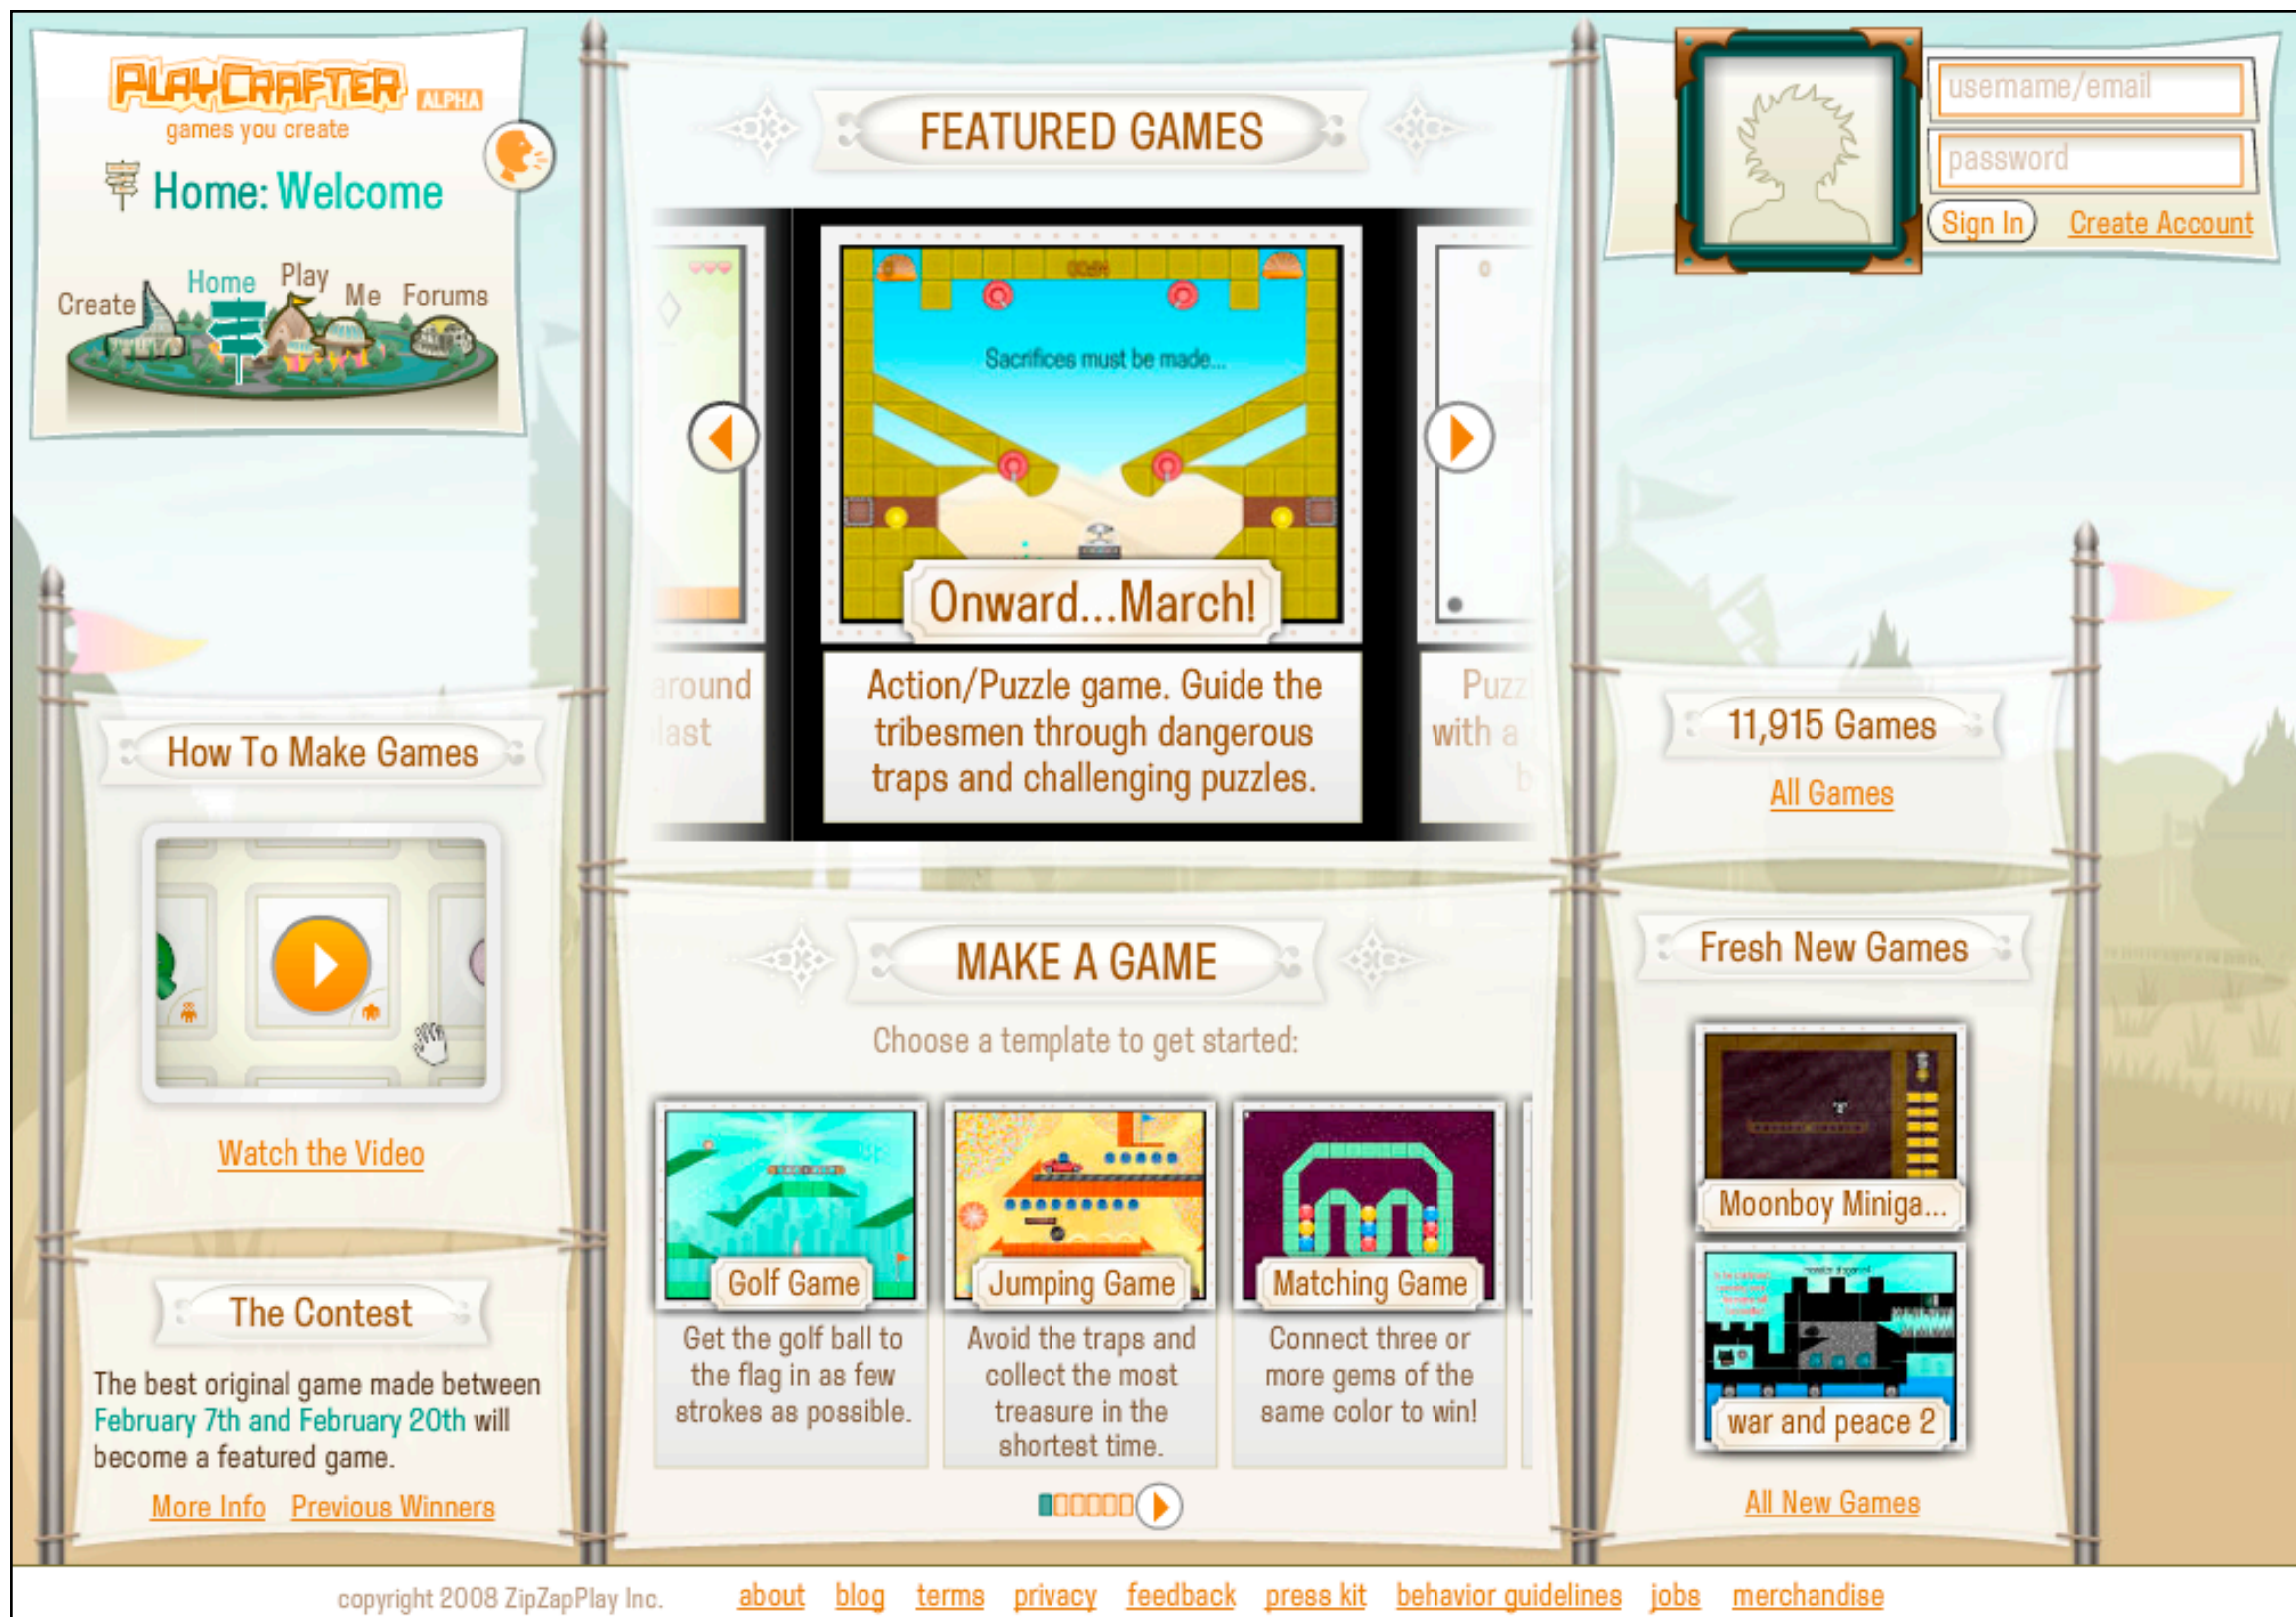 PLAYCRAFTER ALPHA
games you create
Home: Welcome
Create
Home
Play
Me
Forums
FEATURED GAMES
username/email
password
Sign In
Create Account
Sacrifices must be made...
Onward...March!
around
last
Action/Puzzle game. Guide the
tribesmen through dangerous
traps and challenging puzzles.
with a
How To Make Games
Watch the Video
The Contest
The best original game made between
February 7th and February 20th will
become a featured game.
More Info
Previous Winners
MAKE A GAME
Choose a template to get started:
Golf Game
Get the golf ball to
the flag in as few
strokes as possible.
Jumping Game
Avoid the traps and
collect the most
treasure in the
shortest time.
Matching Game
Connect three or
more gems of the
same color to win!
11,915 Games
All Games
Fresh New Games
Moonboy Miniga...
war and peace 2
All New Games
copyright 2008 ZipZapPlay Inc.
about blog terms privacy feedback press kit behavior guidelines jobs merchandise